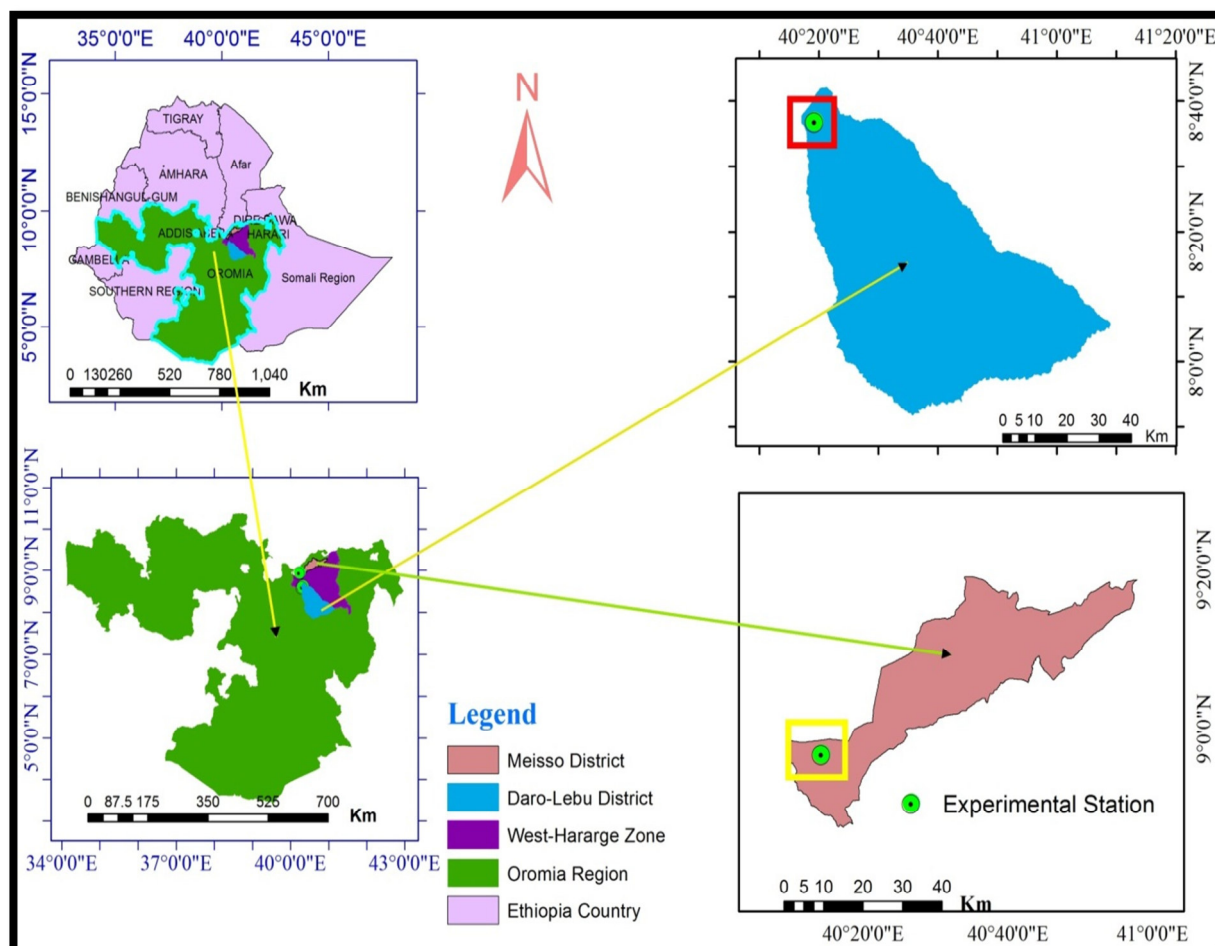 35°0'0"E 40°0'0"E 45°0'0"E
15°0'0"N
10°0'0"N
5°0'0"N
TIGRAY
Afar
AMHARA
BENISHANGUL-GUM
DIRE DAWA
HARARI
OROMIA
Somali Region
SOUTHERN REGION
0 130 260 520 780 1,040
Km
N
40°20'0"E 40°40'0"E 41°0'0"E 41°20'0"E
8°40'0"N
8°20'0"N
8°0'0"N
0 5 10 20 30 40
Km
11°0'0"N
9°0'0"N
7°0'0"N
5°0'0"N
0 87.5 175 350 525 700
Km
34°0'0"E 37°0'0"E 40°0'0"E 43°0'0"E
Legend
Meisso District
Daro-Lebu District
West-Hararge Zone
Oromia Region
Ethiopia Country
9°20'0"N
9°0'0"N
Experimental Station
0 5 10 20 30 40
Km
40°20'0"E 40°40'0"E 41°0'0"E